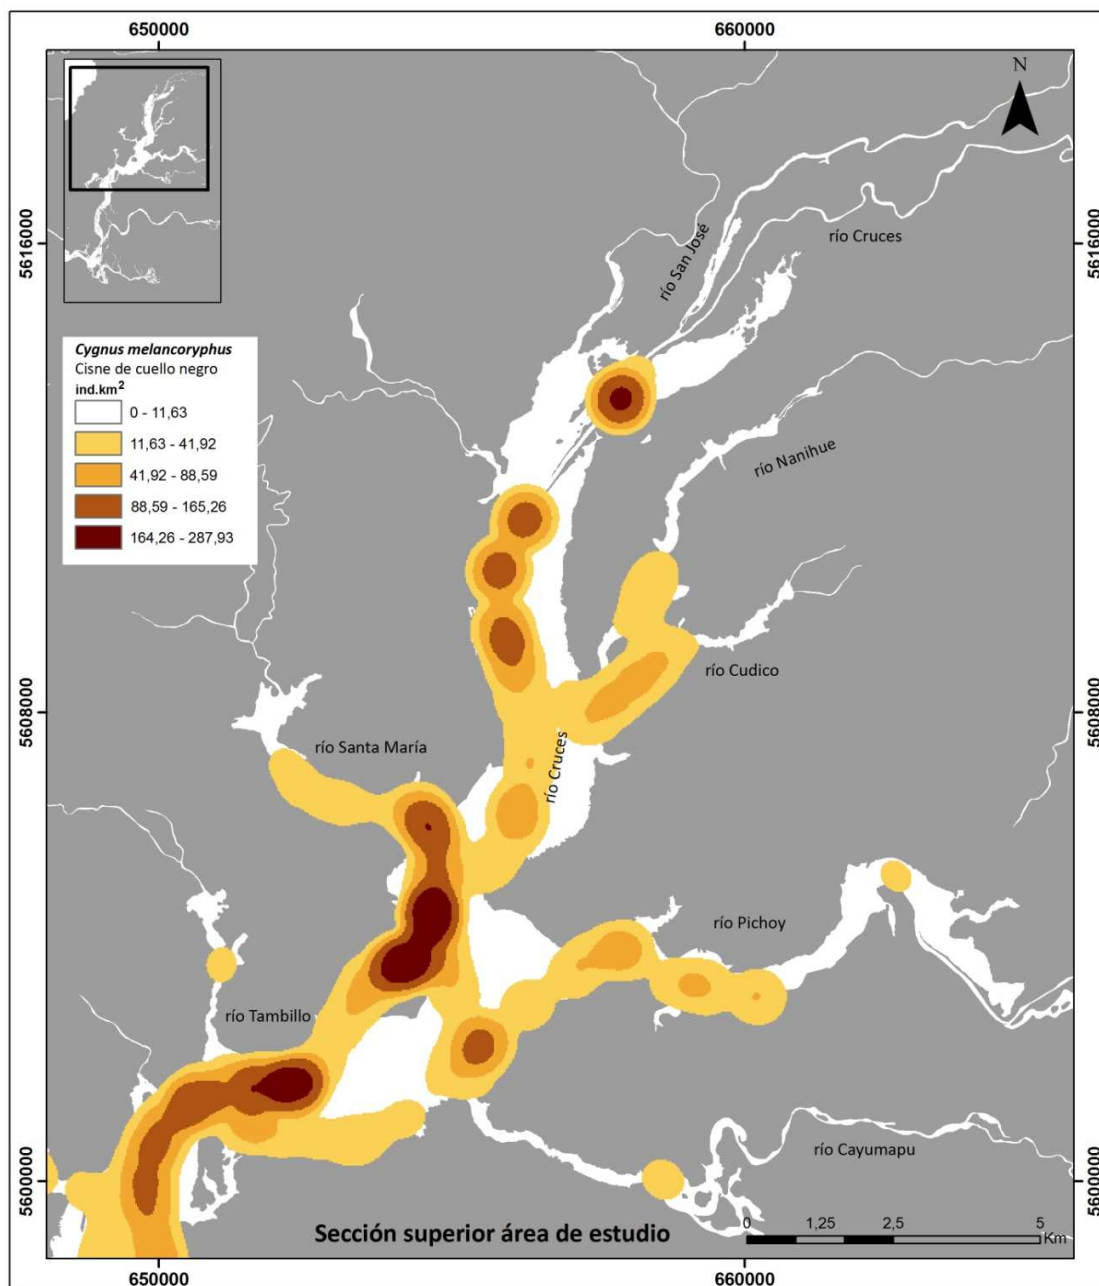 650000
660000
N
5616000
5616000
río San José
río Cruces
Cygnus melancoryphus
Cisne de cuello negro
ind.km²
0 - 11,63
11,63 - 41,92
41,92 - 88,59
88,59 - 165,26
164,26 - 287,93
río Nanihue
río Cudico
5608000
5608000
río Santa María
río Cruces
río Pichoy
río Tambillo
río Cayumapu
5600000
5600000
Sección superior área de estudio
0 1,25 2,5 5
Km
650000
660000